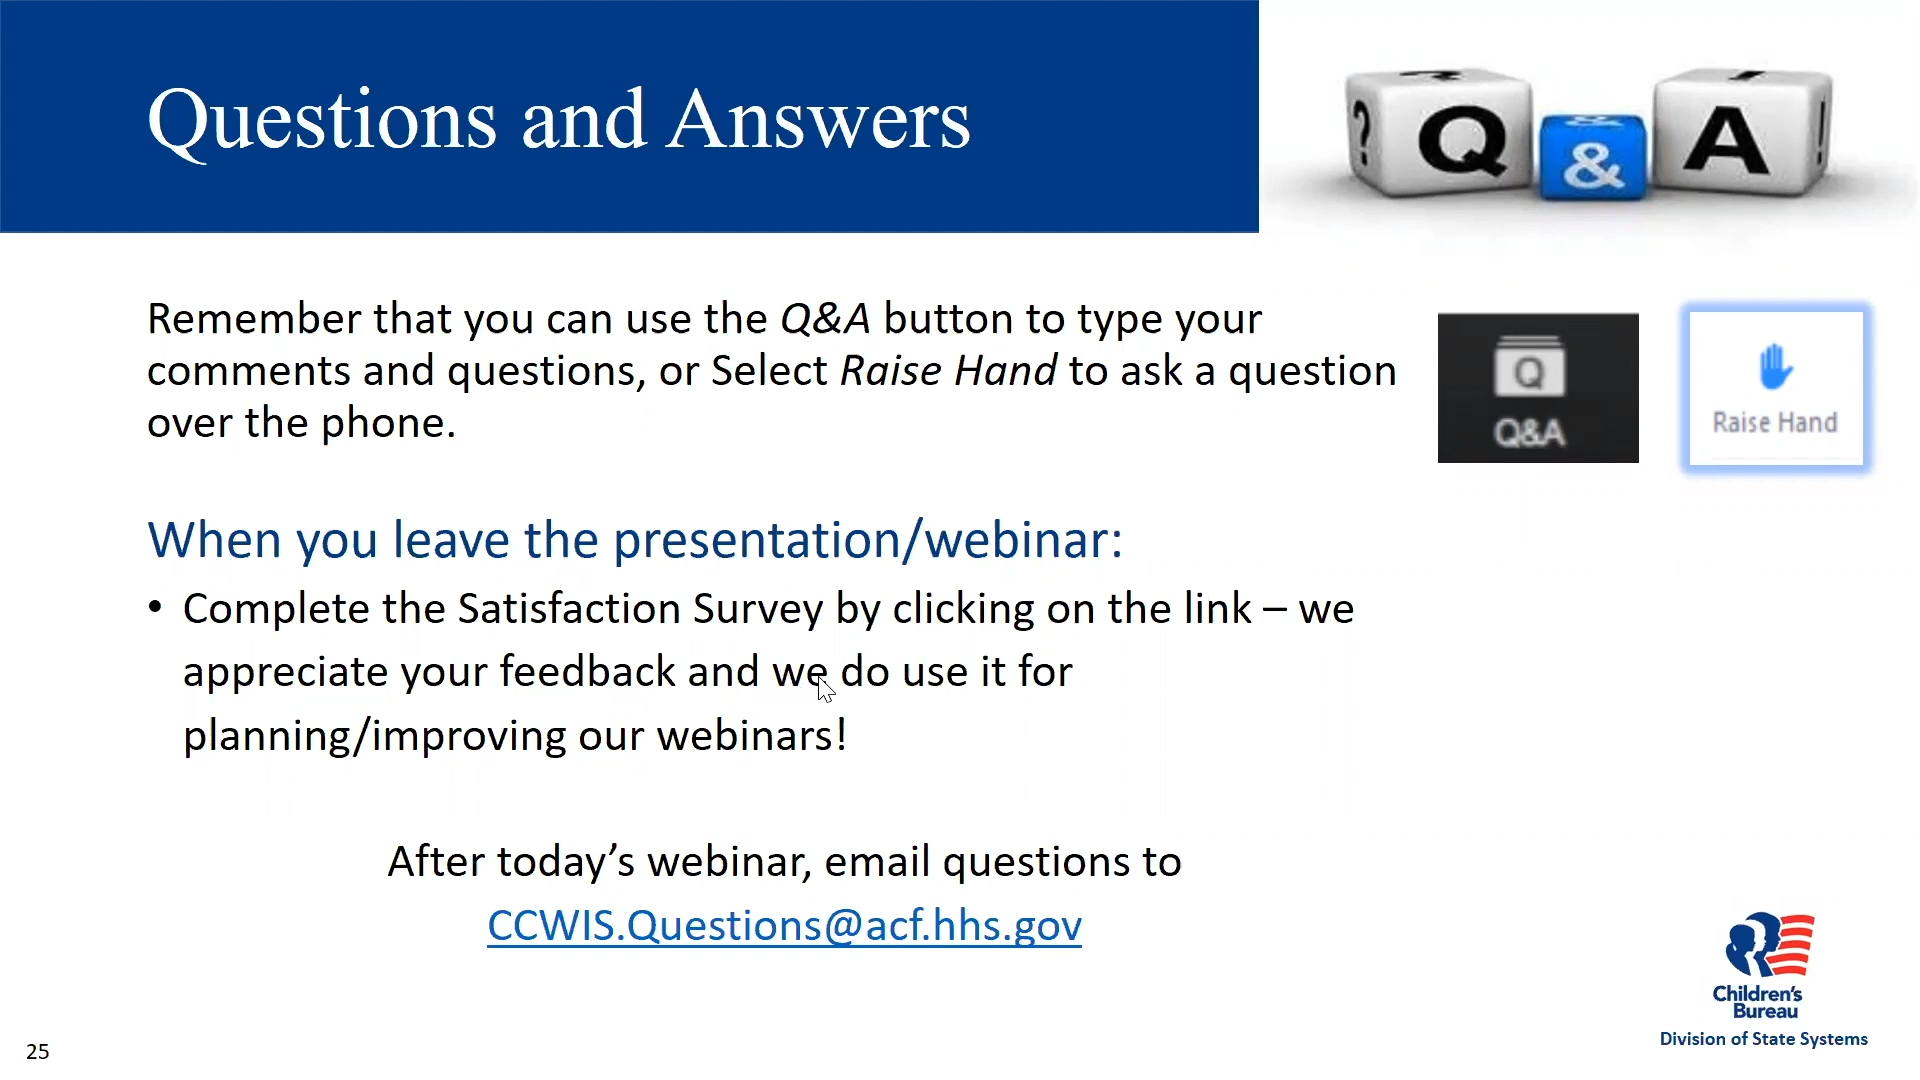 Questions and Answers
? Q & & A !
Remember that you can use the Q&A button to type your
comments and questions, or Select Raise Hand to ask a question
over the phone.
Q
Q&A
Raise Hand
When you leave the presentation/webinar:
• Complete the Satisfaction Survey by clicking on the link – we
appreciate your feedback and we do use it for
planning/improving our webinars!
After today’s webinar, email questions to
CCWIS.Questions@acf.hhs.gov
Children's
Bureau
Division of State Systems
25